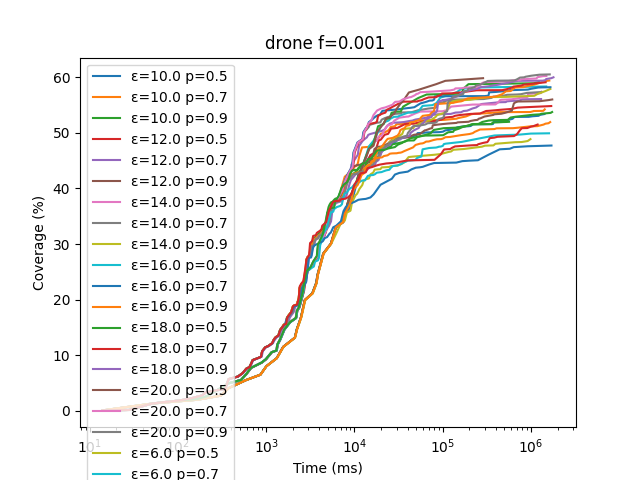 drone f=0.001
Coverage (%)
60
50
40
30
20
10
0
ε=10.0 p=0.5
ε=10.0 p=0.7
ε=10.0 p=0.9
ε=12.0 p=0.5
ε=12.0 p=0.7
ε=12.0 p=0.9
ε=14.0 p=0.5
ε=14.0 p=0.7
ε=14.0 p=0.9
ε=16.0 p=0.5
ε=16.0 p=0.7
ε=16.0 p=0.9
ε=18.0 p=0.5
ε=18.0 p=0.7
ε=18.0 p=0.9
ε=20.0 p=0.5
ε=20.0 p=0.7
ε=20.0 p=0.9
ε=6.0 p=0.5
ε=6.0 p=0.7
10¹ 10² 10³ 10⁴ 10⁵ 10⁶
Time (ms)